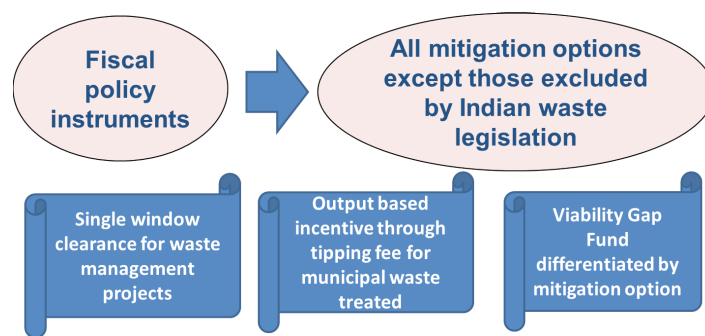 Fiscal
policy
instruments
All mitigation options
except those excluded
by Indian waste
legislation
Single window
clearance for waste
management
projects
Output based
incentive through
tipping fee for
municipal waste
treated
Viability Gap
Fund
differentiated by
mitigation option